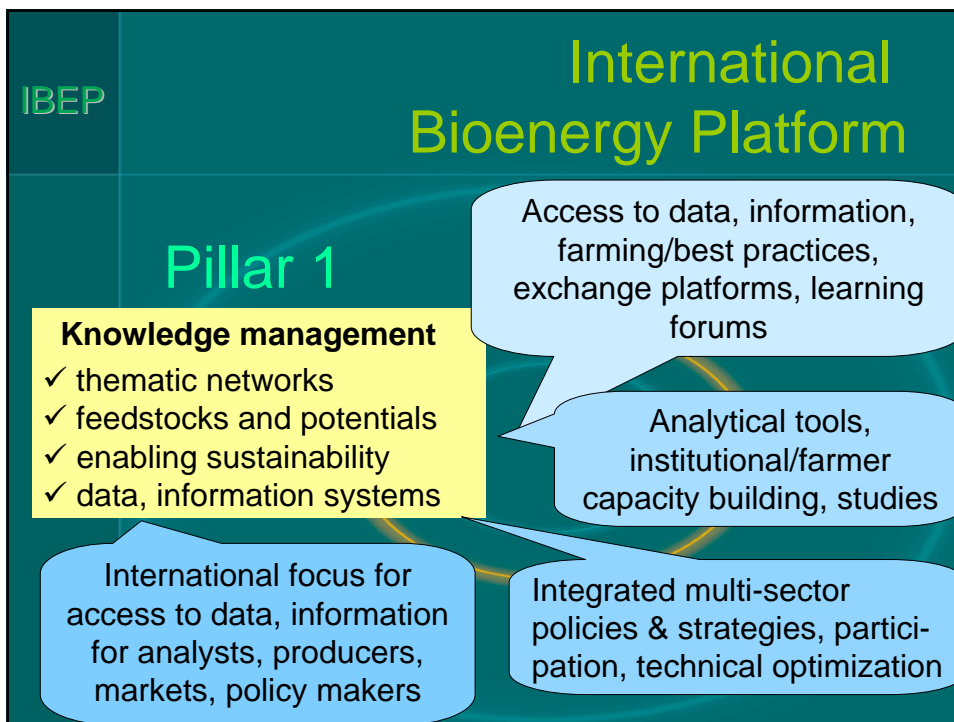 IBEP
International
Bioenergy Platform
Pillar 1
Knowledge management
✓ thematic networks
✓ feedstocks and potentials
✓ enabling sustainability
✓ data, information systems
Access to data, information,
farming/best practices,
exchange platforms, learning
forums
Analytical tools,
institutional/farmer
capacity building, studies
International focus for
access to data, information
for analysts, producers,
markets, policy makers
Integrated multi-sector
policies & strategies, partici-
pation, technical optimization